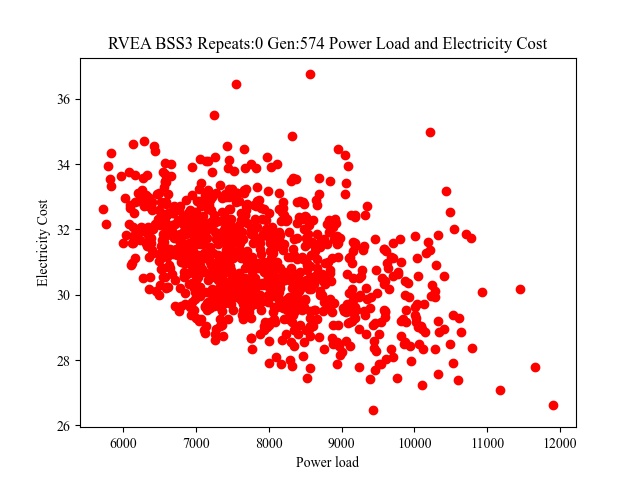 RVEA BSS3 Repeats:0 Gen:574 Power Load and Electricity Cost
36
34
32
30
28
26
Electricity Cost
6000 7000 8000 9000 10000 11000 12000
Power load